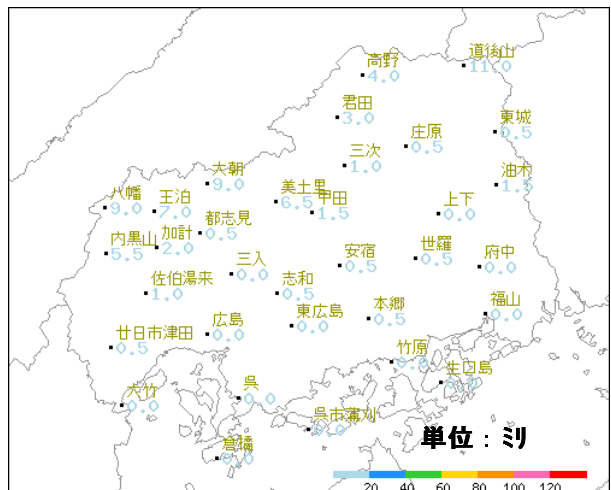 道後山
11.0
高野
4.0
君田
3.0
東城
0.5
庄原
0.5
三次
1.0
大朝
9.0
油木
1.5
八幡
9.0
王泊
7.0
美土里
6.5
甲田
1.5
上下
0.0
都志見
0.5
内黒山
5.5
加計
2.0
三入
0.0
安宿
0.5
世羅
0.5
府中
0.0
佐伯湯来
1.0
志和
0.5
東広島
0.0
本郷
0.5
福山
0.0
廿日市津田
0.5
広島
0.0
竹原
生口島
大竹
0.0
呉
0.0
呉市蒲刈
倉橋
単位：ミリ
20 40 60 80 100 120